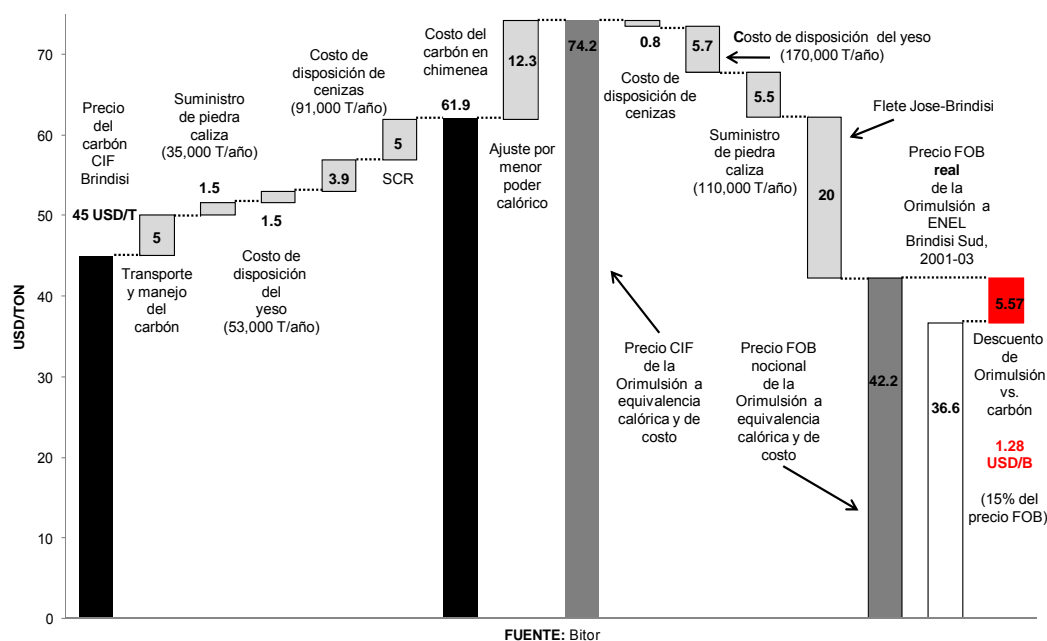 70
60
50
40
30
20
10
0
USD/TON
Precio
del
carbón
CIF
Brindisi
45 USD/T
5
Transporte
y manejo
del
carbón
Suministro
de piedra
caliza
(35,000 T/año)
1.5
1.5
Costo de
disposición
del
yeso
(53,000 T/año)
Costo de
disposición de
cenizas
(91,000 T/año)
3.9
5
SCR
Costo del
carbón en
chimenea
61.9
12.3
Ajuste por
menor
poder
calórico
74.2
Precio CIF
de la
Orimulsión a
equivalencia
calórica y de
costo
0.8
Costo de
disposición de
cenizas
5.7
Costo de disposición del yeso
(170,000 T/año)
5.5
Suministro
de piedra
caliza
(110,000 T/año)
Flete Jose-Brindisi
20
Precio FOB
nocional
de la
Orimulsión a
equivalencia
calórica y de
costo
42.2
Precio FOB
real
de la
Orimulsión a
ENEL
Brindisi Sud,
2001-03
36.6
5.57
Descuento
de
Orimulsión
vs.
carbón
1.28
USD/B
(15% del
precio FOB)
FUENTE: Bitor